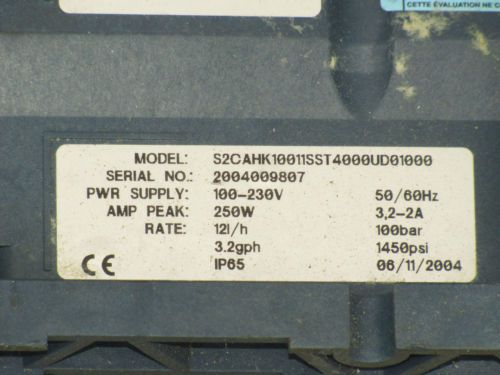 CETTE ÉVALUATION NE C
MODEL: S2CAHK10011SST4000UD01000
SERIAL NO.: 2004009807
PWR SUPPLY: 100-230V 50/60Hz
AMP PEAK: 250W 3,2-2A
RATE: 12l/h 100bar
3.2gph 1450psi
CE IP65 06/11/2004